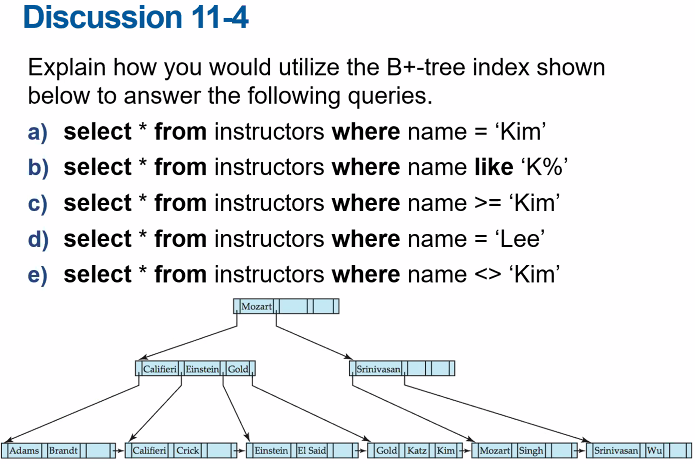 Discussion 11-4
Explain how you would utilize the B+-tree index shown
below to answer the following queries.
a) select * from instructors where name = ‘Kim’
b) select * from instructors where name like ‘K%’
c) select * from instructors where name >= ‘Kim’
d) select * from instructors where name = ‘Lee’
e) select * from instructors where name <> ‘Kim’
Mozart
Califieri Einstein Gold Srinivasan
Adams Brandt Califieri Crick Einstein El Said Gold Katz Kim Mozart Singh Srinivasan Wu